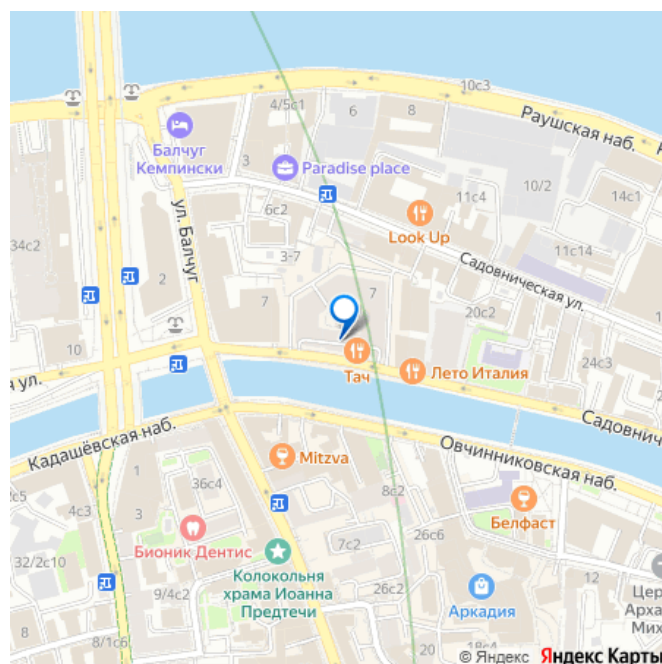 10с3
4/5с1
6
8
Раушская наб.
Балчуг
Кемпински
3
Paradise place
10/2
14с1
11с4
6с2
Look Up
34с2
ул. Балчуг
3-7
Садовническая ул.
11с14
2
7
7
20с2
10
24с3
Тач
Лето Италия
я ул.
Садовнич
Кадашёвская наб.
Овчинниковская наб.
1
Mitzva
36с4
8с2
4с3
3
Белфаст
Бионик Дентис
26с6
7с2
32/2с10
Колокольня
храма Иоанна
Предтечи
9/4с2
26с2
12
Цер
Арха
Мих
Аркадия
8
8/1с6
20
18с4
© Яндекс Яндекс Карты